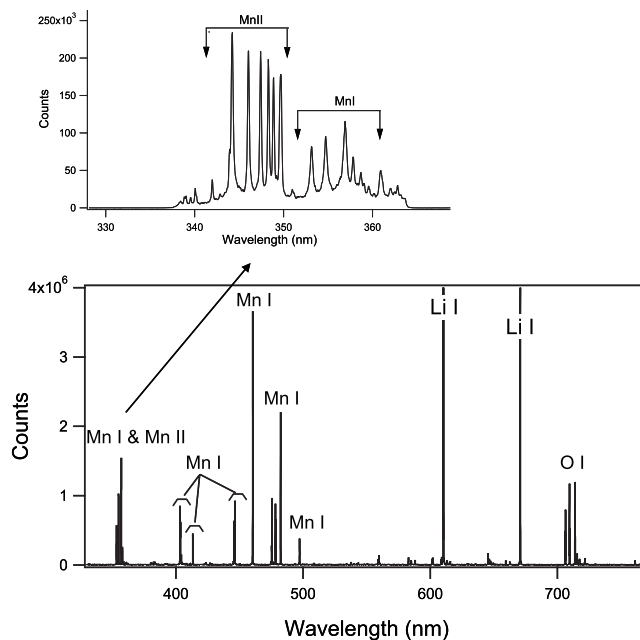 250x10³
200
150
100
50
0
Counts
MnII
MnI
330
340
350
360
Wavelength (nm)
4x10⁶
3
2
1
0
Counts
Mn I & Mn II
Mn I
Mn I
Mn I
Mn I
Li I
Li I
O I
400
500
600
700
Wavelength (nm)